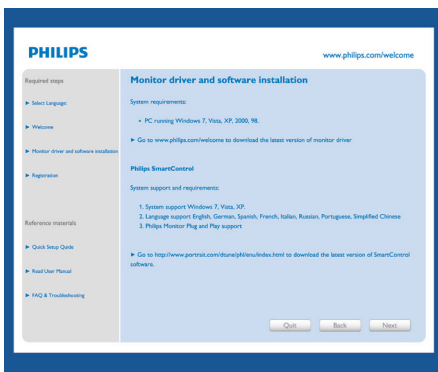 PHILIPS
www.philips.com/welcome
Required steps
Select Language:
Welcome
Monitor driver and software installation
Registration
Reference materials
Quick Setup Quide
Read User Manual
FAQ & Troubleshooting
Monitor driver and software installation
System requirements:
• PC running Windows 7, Vista, XP, 2000, 98.
Go to www.philips.com/welcome to download the latest version of monitor driver
Philips SmartControl
System support and requirements:
1. System support Windows 7, Vista, XP.
2. Language support English, German, Spanish, French, Italian, Russian, Portuguese, Simplified Chinese
3. Philips Monitor Plug and Play support
Go to http://www.portrait.com/dtune/phl/enu/index.html to download the latest version of SmartControl
software.
Quit
Back
Next